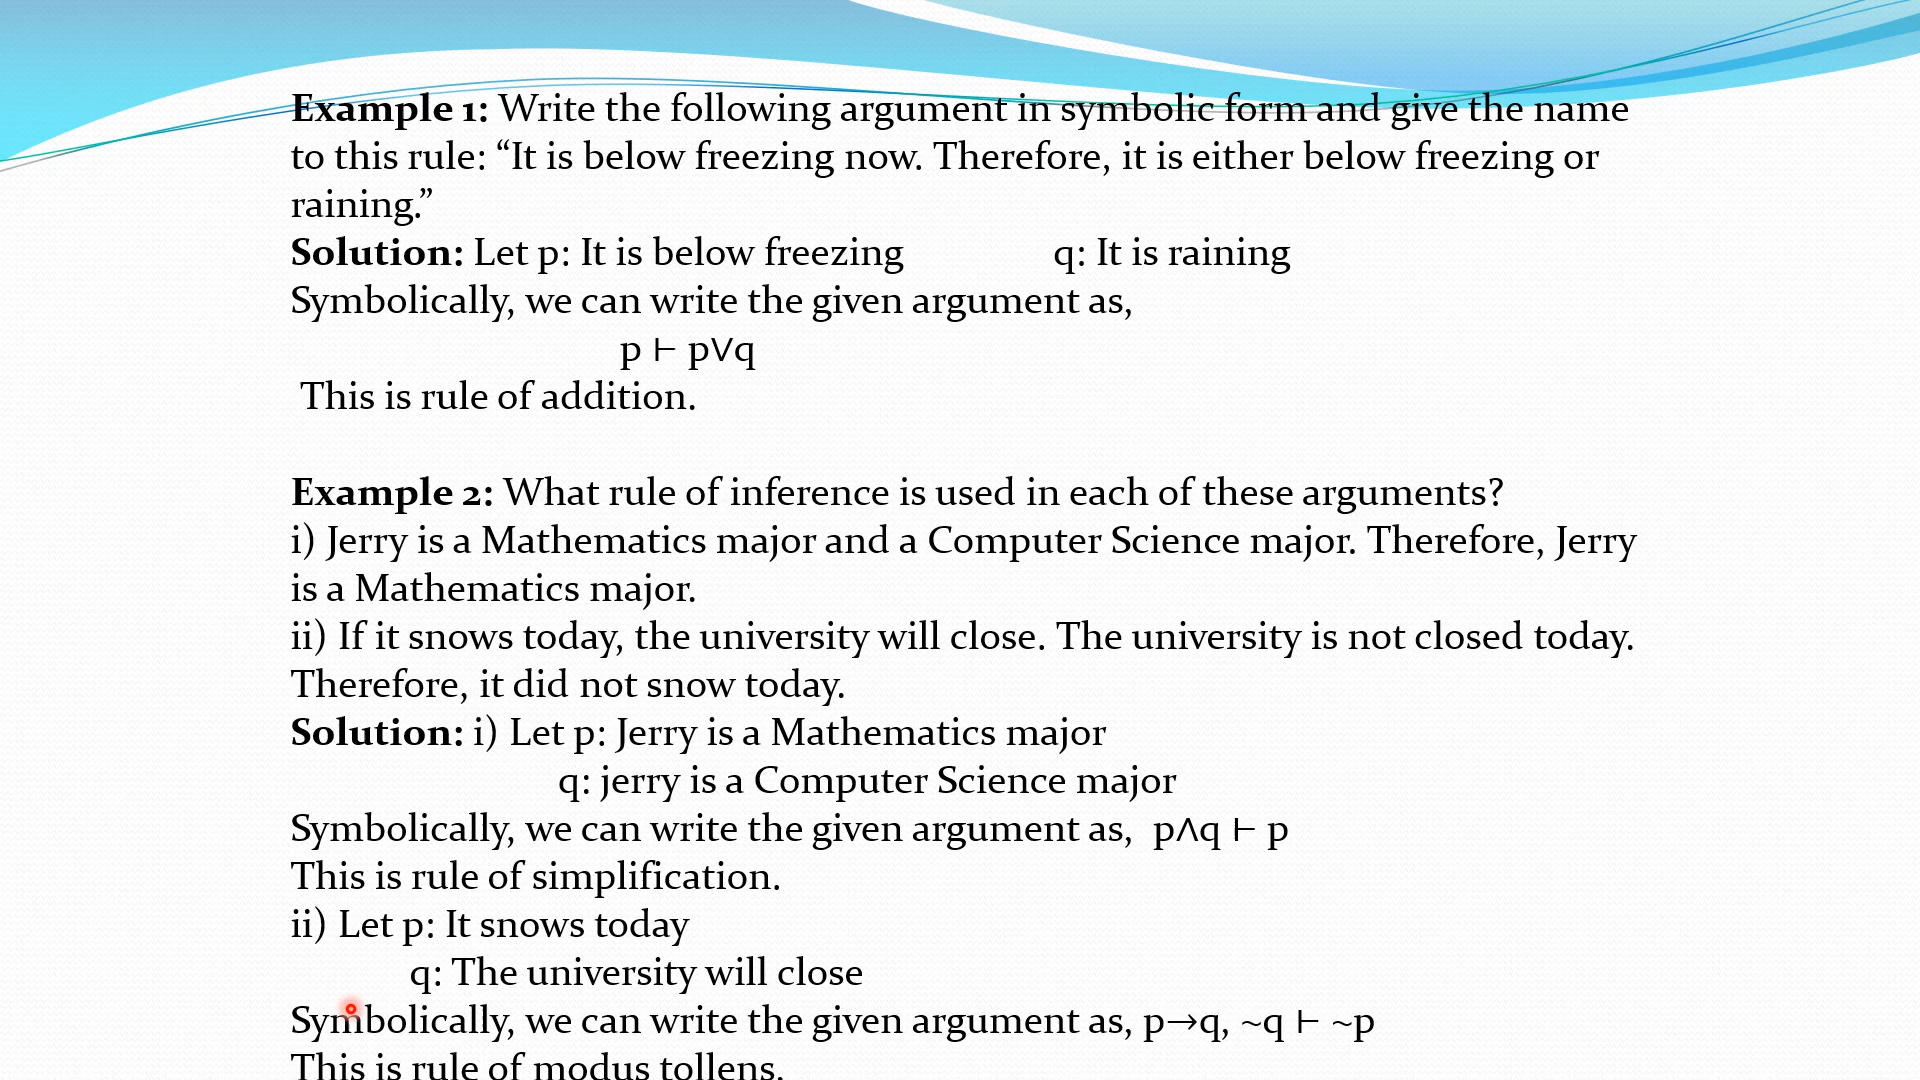 Example 1: Write the following argument in symbolic form and give the name
to this rule: “It is below freezing now. Therefore, it is either below freezing or
raining.”
Solution: Let p: It is below freezing q: It is raining
Symbolically, we can write the given argument as,
p ⊢ p∨q
This is rule of addition.
Example 2: What rule of inference is used in each of these arguments?
i) Jerry is a Mathematics major and a Computer Science major. Therefore, Jerry
is a Mathematics major.
ii) If it snows today, the university will close. The university is not closed today.
Therefore, it did not snow today.
Solution: i) Let p: Jerry is a Mathematics major
q: jerry is a Computer Science major
Symbolically, we can write the given argument as, p∧q ⊢ p
This is rule of simplification.
ii) Let p: It snows today
q: The university will close
Symbolically, we can write the given argument as, p→q, ~q ⊢ ~p
This is rule of modus tollens.